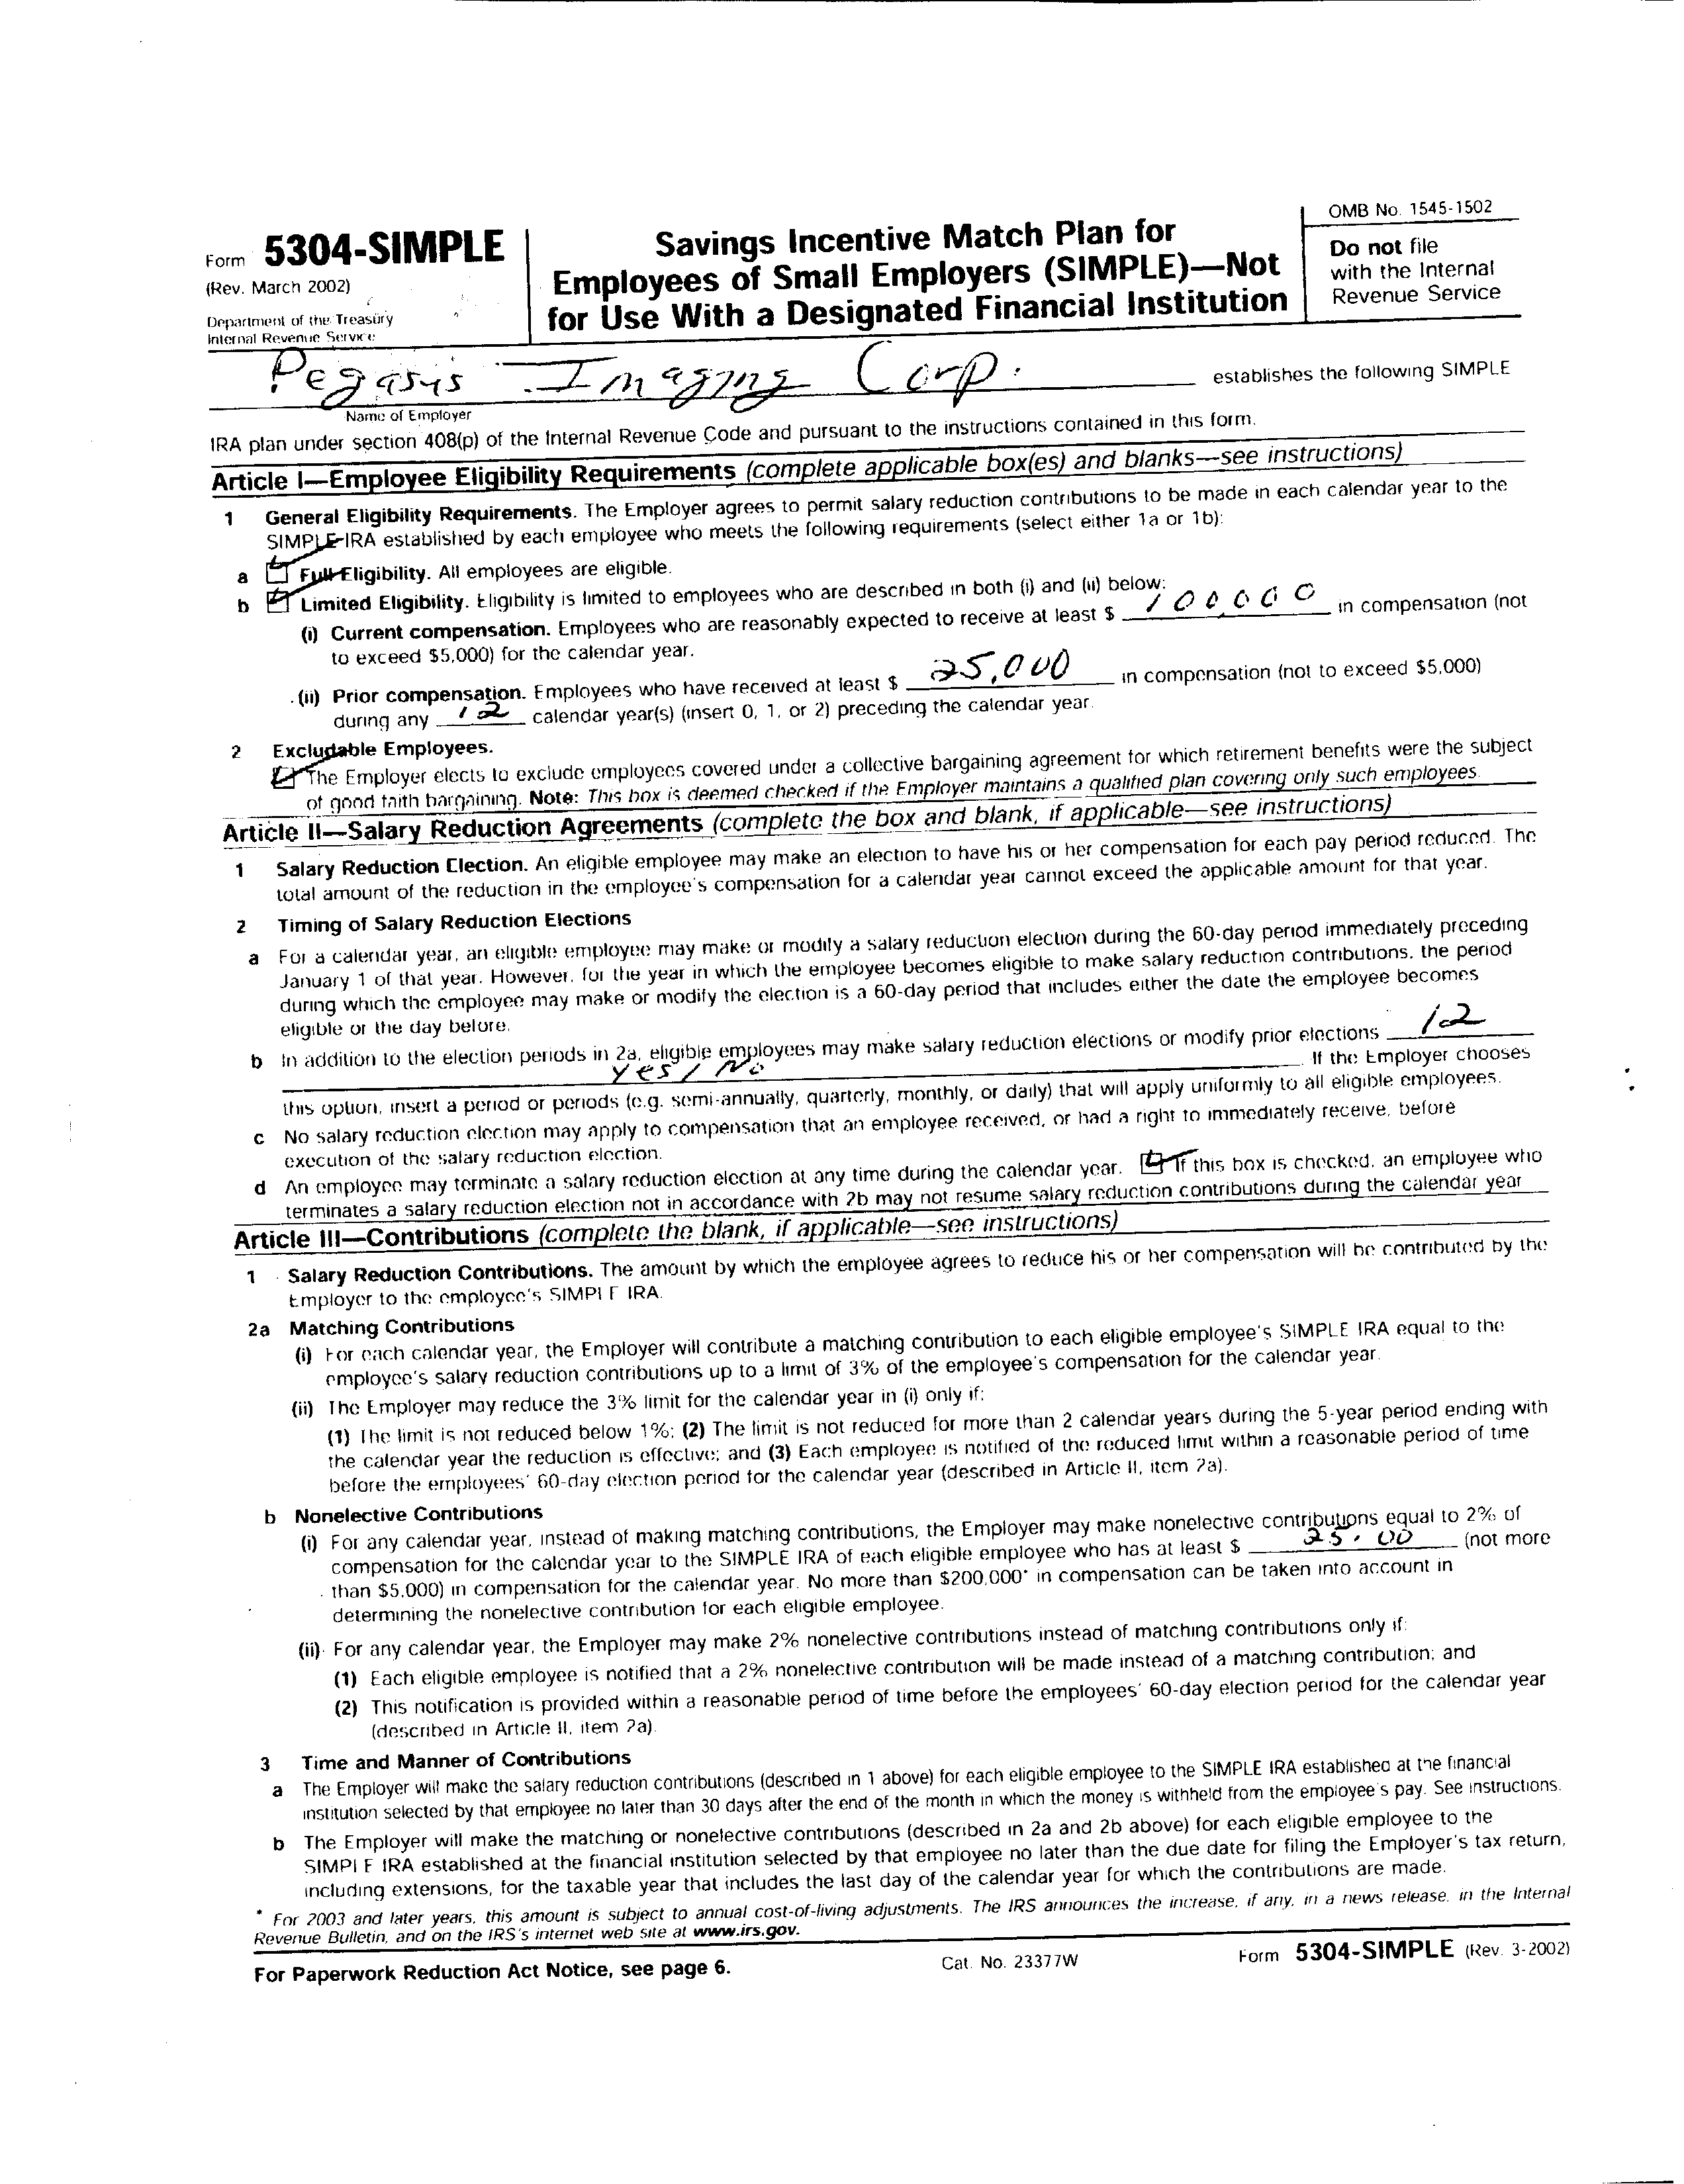 OMB No. 1545-1502
Form 5304-SIMPLE
(Rev. March 2002)
Department of the Treasury
Internal Revenue Service
Savings Incentive Match Plan for
Employees of Small Employers (SIMPLE)—Not
for Use With a Designated Financial Institution
Do not file
with the Internal
Revenue Service
Pegasus Imaging Corp. establishes the following SIMPLE
Name of Employer
IRA plan under section 408(p) of the Internal Revenue Code and pursuant to the instructions contained in this form.
Article I—Employee Eligibility Requirements (complete applicable box(es) and blanks—see instructions)
1 General Eligibility Requirements. The Employer agrees to permit salary reduction contributions to be made in each calendar year to the
SIMPLE IRA established by each employee who meets the following requirements (select either 1a or 1b):
a Full Eligibility. All employees are eligible.
b Limited Eligibility. Eligibility is limited to employees who are described in both (i) and (ii) below:
(i) Current compensation. Employees who are reasonably expected to receive at least $ 100,000 in compensation (not
to exceed $5,000) for the calendar year.
(ii) Prior compensation. Employees who have received at least $ 25,000 in compensation (not to exceed $5,000)
during any 12 calendar year(s) (insert 0, 1, or 2) preceding the calendar year.
2 Excludable Employees.
The Employer elects to exclude employees covered under a collective bargaining agreement for which retirement benefits were the subject
of good faith bargaining. Note: This box is deemed checked if the Employer maintains a qualified plan covering only such employees.
Article II—Salary Reduction Agreements (complete the box and blank, if applicable—see instructions)
1 Salary Reduction Election. An eligible employee may make an election to have his or her compensation for each pay period reduced. The
total amount of the reduction in the employee's compensation for a calendar year cannot exceed the applicable amount for that year.
2 Timing of Salary Reduction Elections
a For a calendar year, an eligible employee may make or modify a salary reduction election during the 60-day period immediately preceding
January 1 of that year. However, for the year in which the employee becomes eligible to make salary reduction contributions, the period
during which the employee may make or modify the election is a 60-day period that includes either the date the employee becomes
eligible or the day before.
b In addition to the election periods in 2a, eligible employees may make salary reduction elections or modify prior elections 12
Yes / No If the Employer chooses
this option, insert a period or periods (e.g. semi-annually, quarterly, monthly, or daily) that will apply uniformly to all eligible employees.
c No salary reduction election may apply to compensation that an employee received, or had a right to immediately receive, before
execution of the salary reduction election.
d An employee may terminate a salary reduction election at any time during the calendar year. If this box is checked, an employee who
terminates a salary reduction election not in accordance with 2b may not resume salary reduction contributions during the calendar year
Article III—Contributions (complete the blank, if applicable—see instructions)
1 Salary Reduction Contributions. The amount by which the employee agrees to reduce his or her compensation will be contributed by the
Employer to the employee's SIMPLE IRA.
2a Matching Contributions
(i) For each calendar year, the Employer will contribute a matching contribution to each eligible employee's SIMPLE IRA equal to the
employee's salary reduction contributions up to a limit of 3% of the employee's compensation for the calendar year.
(ii) The Employer may reduce the 3% limit for the calendar year in (i) only if:
(1) The limit is not reduced below 1%; (2) The limit is not reduced for more than 2 calendar years during the 5-year period ending with
the calendar year the reduction is effective; and (3) Each employee is notified of the reduced limit within a reasonable period of time
before the employees' 60-day election period for the calendar year (described in Article II, item 2a).
b Nonelective Contributions
(i) For any calendar year, instead of making matching contributions, the Employer may make nonelective contributions equal to 2% of
compensation for the calendar year to the SIMPLE IRA of each eligible employee who has at least $ 25.00 (not more
than $5,000) in compensation for the calendar year. No more than $200,000* in compensation can be taken into account in
determining the nonelective contribution for each eligible employee.
(ii) For any calendar year, the Employer may make 2% nonelective contributions instead of matching contributions only if:
(1) Each eligible employee is notified that a 2% nonelective contribution will be made instead of a matching contribution; and
(2) This notification is provided within a reasonable period of time before the employees' 60-day election period for the calendar year
(described in Article II, item 2a).
3 Time and Manner of Contributions
a The Employer will make the salary reduction contributions (described in 1 above) for each eligible employee to the SIMPLE IRA established at the financial
institution selected by that employee no later than 30 days after the end of the month in which the money is withheld from the employee's pay. See instructions.
b The Employer will make the matching or nonelective contributions (described in 2a and 2b above) for each eligible employee to the
SIMPLE IRA established at the financial institution selected by that employee no later than the due date for filing the Employer's tax return,
including extensions, for the taxable year that includes the last day of the calendar year for which the contributions are made.
* For 2003 and later years, this amount is subject to annual cost-of-living adjustments. The IRS announces the increase, if any, in a news release, in the Internal
Revenue Bulletin, and on the IRS's internet web site at www.irs.gov.
For Paperwork Reduction Act Notice, see page 6. Cat. No. 23377W Form 5304-SIMPLE (Rev. 3-2002)